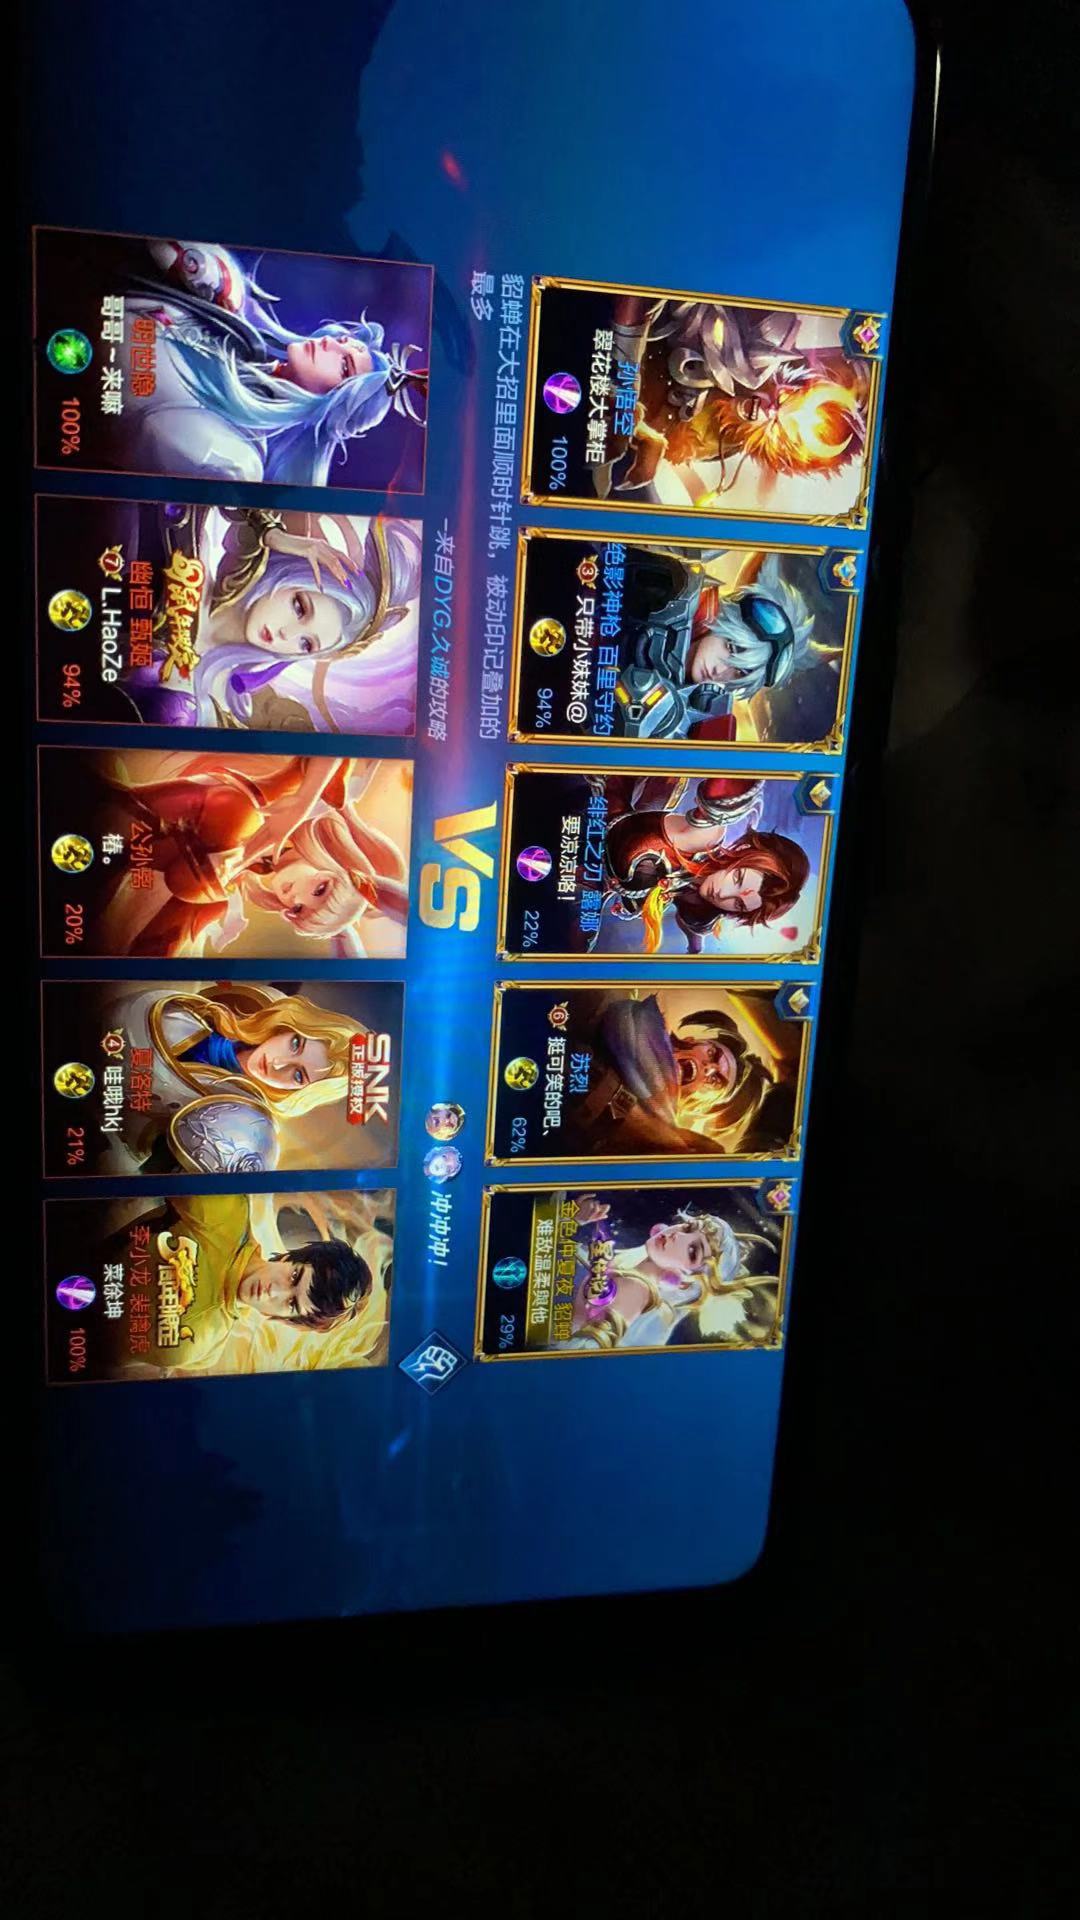 孙悟空
翠花楼大掌柜
100%
绝影神枪 百里守约
3 只带小妹妹@
94%
绯红之刃 露娜
要凉凉咯!
22%
苏烈
6 挺可笑的吧、
62%
金色仲夏夜 貂蝉
难敌温柔與他
29%
貂蝉在大招里面顺时针跳，被动印记叠加的
最多
-来自DYG.久诚的攻略
VS
冲冲冲!
明世隐
哥哥~来嘛
100%
幽恒 甄姬
7 L.HaoZe
94%
公孙离
椿。
20%
SNK
正版授权
夏洛特
4 哇哦hkj
21%
5周年限定
李小龙 裴擒虎
菜徐坤
100%